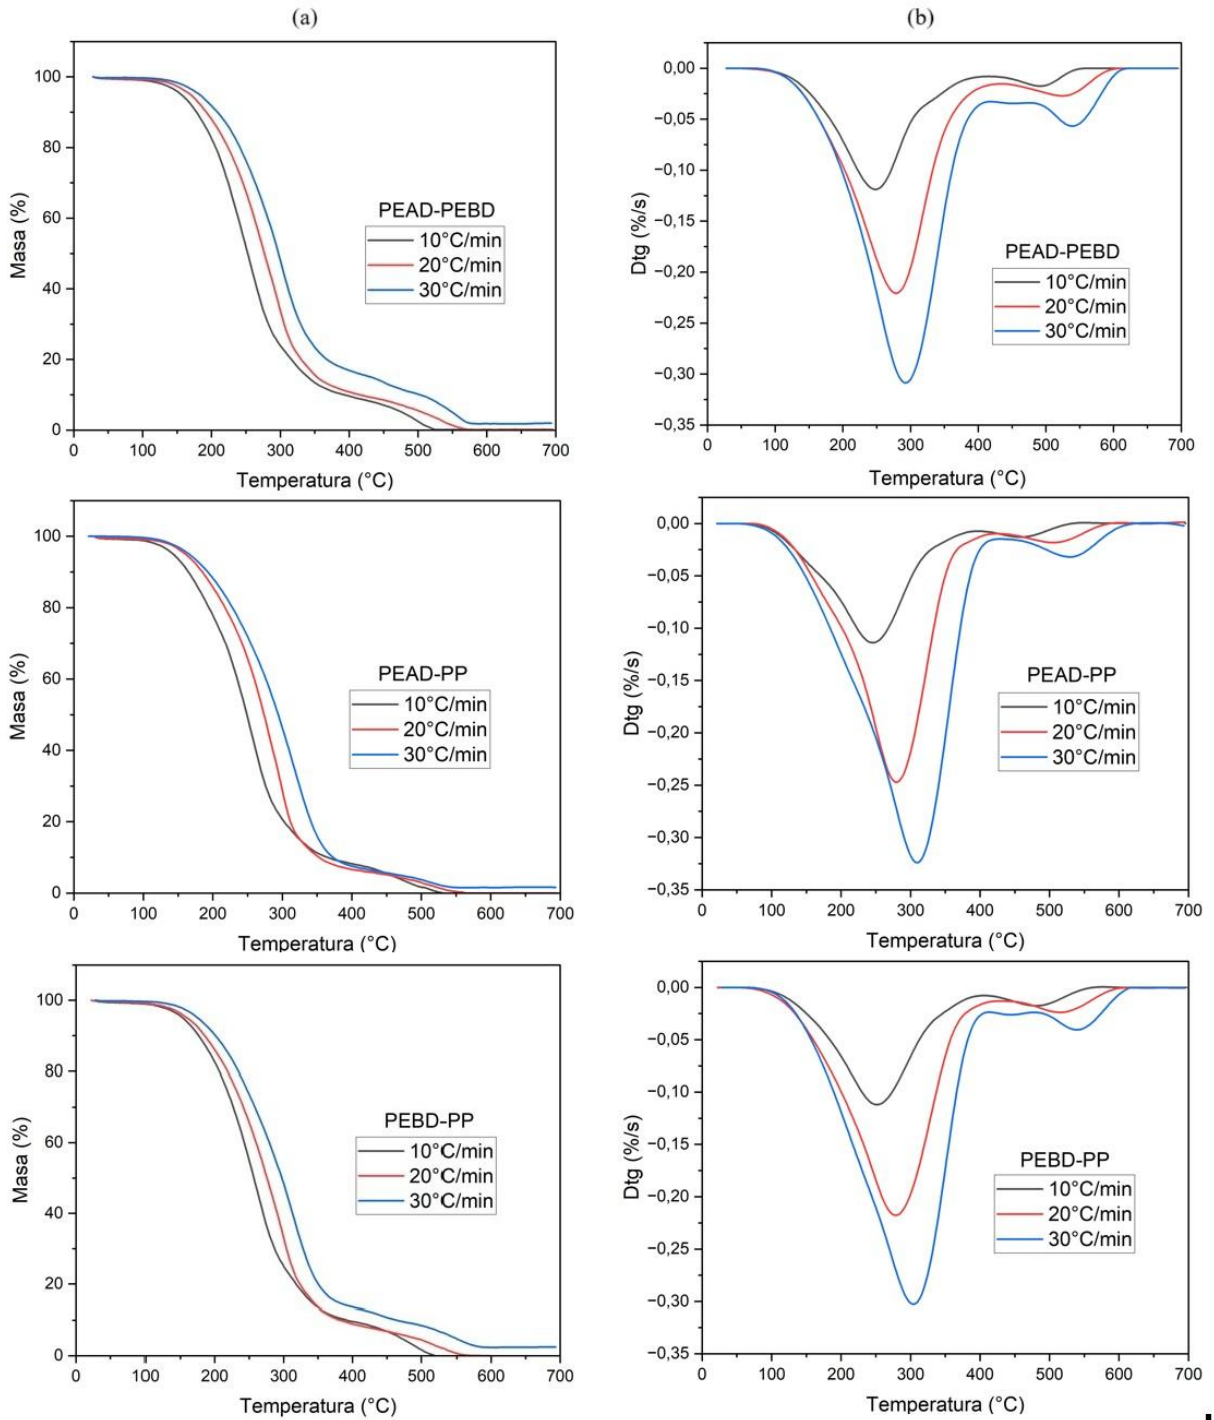 (a)
(b)
100
80
60
40
20
0
Masa (%)
PEAD-PEBD
10°C/min
20°C/min
30°C/min
0 100 200 300 400 500 600 700
Temperatura (°C)
0,00
−0,05
−0,10
−0,15
−0,20
−0,25
−0,30
−0,35
Dtg (%/s)
PEAD-PEBD
10°C/min
20°C/min
30°C/min
0 100 200 300 400 500 600 700
Temperatura (°C)
100
80
60
40
20
0
Masa (%)
PEAD-PP
10°C/min
20°C/min
30°C/min
0 100 200 300 400 500 600 700
Temperatura (°C)
0,00
−0,05
−0,10
−0,15
−0,20
−0,25
−0,30
−0,35
Dtg (%/s)
PEAD-PP
10°C/min
20°C/min
30°C/min
0 100 200 300 400 500 600 700
Temperatura (°C)
100
80
60
40
20
0
Masa (%)
PEBD-PP
10°C/min
20°C/min
30°C/min
0 100 200 300 400 500 600 700
Temperatura (°C)
0,00
−0,05
−0,10
−0,15
−0,20
−0,25
−0,30
−0,35
Dtg (%/s)
PEBD-PP
10°C/min
20°C/min
30°C/min
0 100 200 300 400 500 600 700
Temperatura (°C)